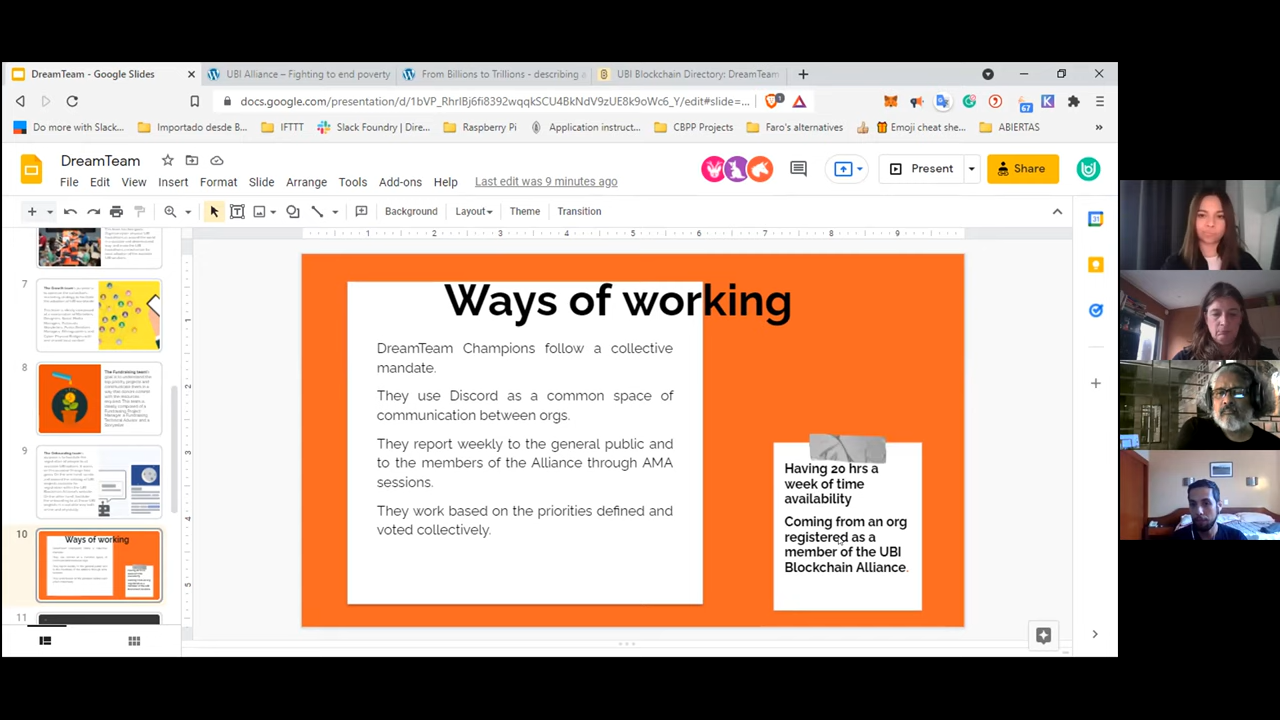 DreamTeam - Google Slides
UBI Alliance – Fighting to end poverty
From Billions to Trillions - describing a
UBI Blockchain Directory: DreamTeam
docs.google.com/presentation/d/1bVP_RhrlBj6fi8392wqqkSCU4BkNdV9zUE8k9oWc6_Y/edit#slide=...
Do more with Slack...
Importado desde B...
IFTTT
Slack Foundry | Dire...
Raspberry Pi
Application instruct...
CBPP Projects
Faro's alternatives
Emoji cheat she...
ABIERTAS
DreamTeam
File Edit View Insert Format Slide Arrange Tools Add-ons Help Last edit was 9 minutes ago
Present
Share
Background Layout Theme Transition
7
8
9
10
11
Ways of working
Ways of working
DreamTeam Champions follow a collective
mandate.
They use Discord as a common space of
communication between each other.
They report weekly to the general public and
to the members of the Alliance through AMA
sessions.
They work based on the priorities defined and
voted collectively.
Having 20 hrs a
week of time
availability
Coming from an org
registered as a
member of the UBI
Blockchain Alliance.